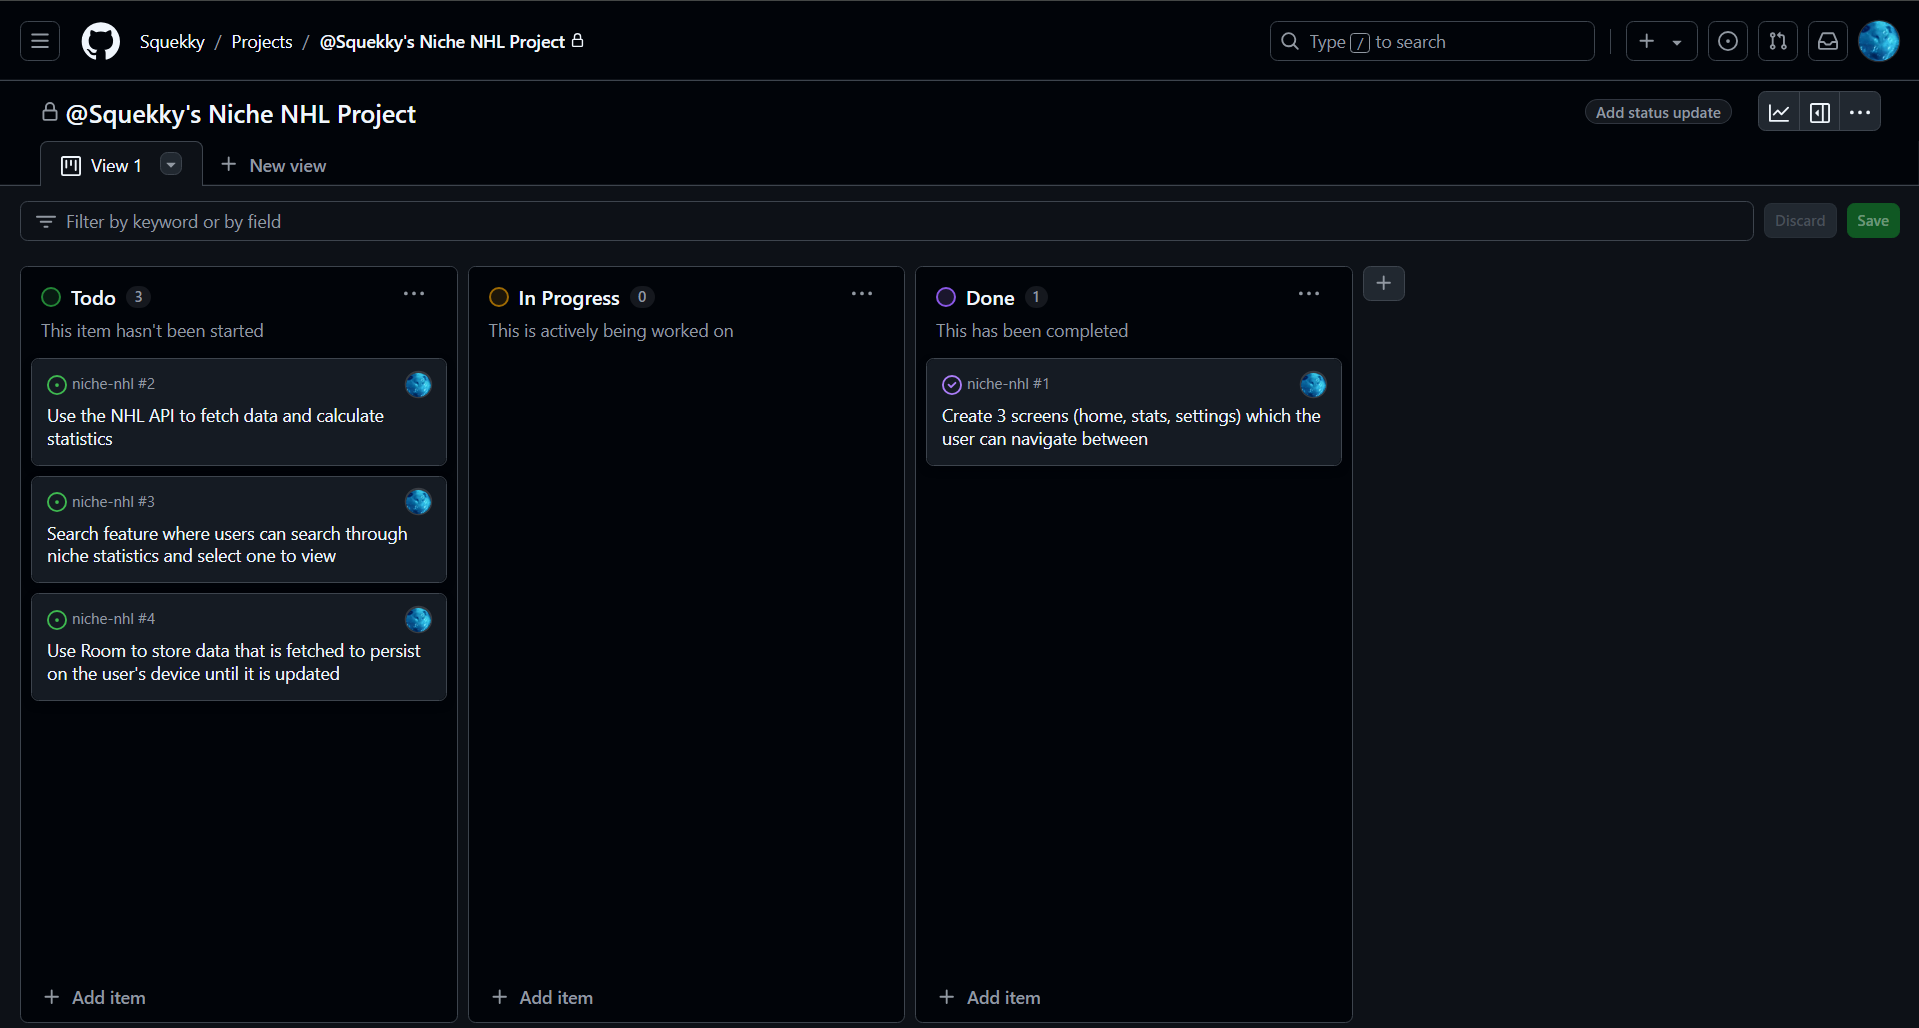 Squekky / Projects / @Squekky's Niche NHL Project
Type / to search
@Squekky's Niche NHL Project
Add status update
View 1
New view
Filter by keyword or by field
Discard
Save
Todo 3
This item hasn't been started
niche-nhl #2
Use the NHL API to fetch data and calculate
statistics
niche-nhl #3
Search feature where users can search through
niche statistics and select one to view
niche-nhl #4
Use Room to store data that is fetched to persist
on the user's device until it is updated
Add item
In Progress 0
This is actively being worked on
Add item
Done 1
This has been completed
niche-nhl #1
Create 3 screens (home, stats, settings) which the
user can navigate between
Add item